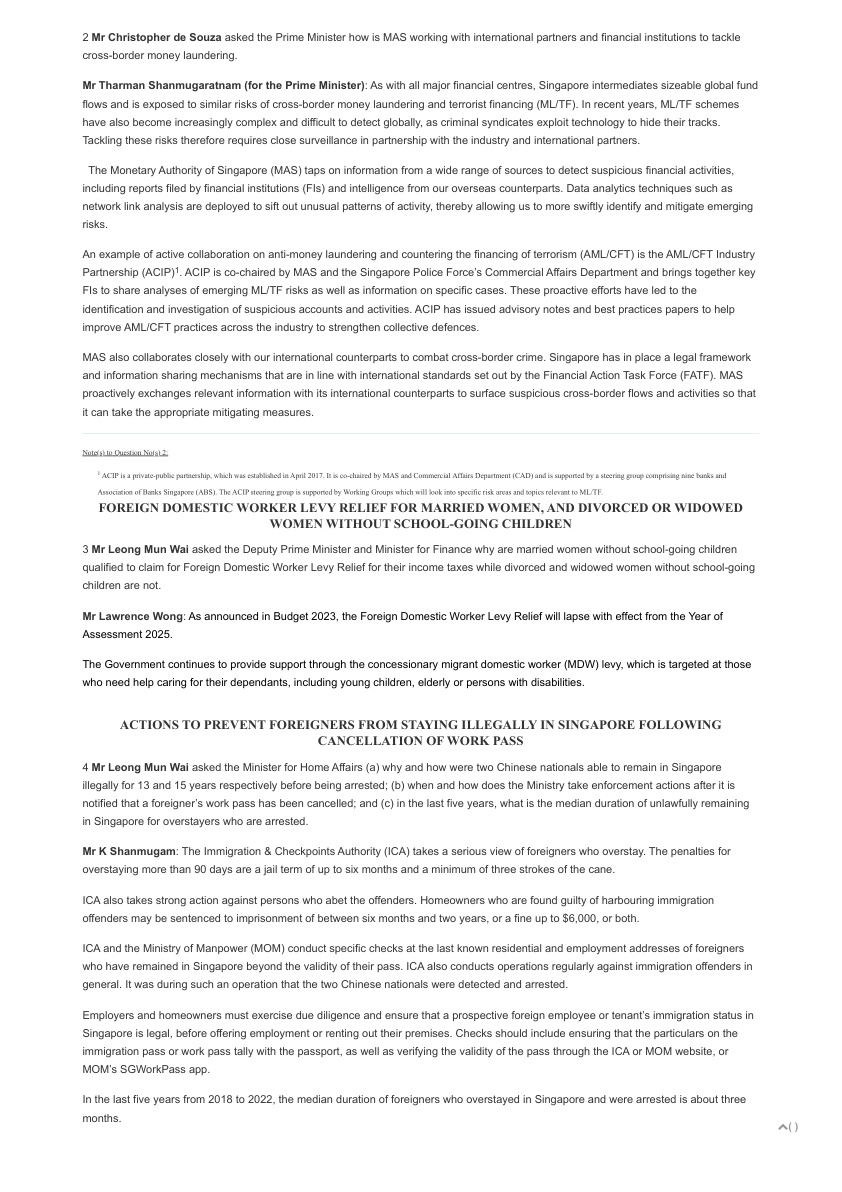 2 Mr Christopher de Souza asked the Prime Minister how is MAS working with international partners and financial institutions to tackle
cross-border money laundering.
Mr Tharman Shanmugaratnam (for the Prime Minister): As with all major financial centres, Singapore intermediates sizeable global fund
flows and is exposed to similar risks of cross-border money laundering and terrorist financing (ML/TF). In recent years, ML/TF schemes
have also become increasingly complex and difficult to detect globally, as criminal syndicates exploit technology to hide their tracks.
Tackling these risks therefore requires close surveillance in partnership with the industry and international partners.
The Monetary Authority of Singapore (MAS) taps on information from a wide range of sources to detect suspicious financial activities,
including reports filed by financial institutions (FIs) and intelligence from our overseas counterparts. Data analytics techniques such as
network link analysis are deployed to sift out unusual patterns of activity, thereby allowing us to more swiftly identify and mitigate emerging
risks.
An example of active collaboration on anti-money laundering and countering the financing of terrorism (AML/CFT) is the AML/CFT Industry
Partnership (ACIP)1. ACIP is co-chaired by MAS and the Singapore Police Force's Commercial Affairs Department and brings together key
FIs to share analyses of emerging ML/TF risks as well as information on specific cases. These proactive efforts have led to the
identification and investigation of suspicious accounts and activities. ACIP has issued advisory notes and best practices papers to help
improve AML/CFT practices across the industry to strengthen collective defences.
MAS also collaborates closely with our international counterparts to combat cross-border crime. Singapore has in place a legal framework
and information sharing mechanisms that are in line with international standards set out by the Financial Action Task Force (FATF). MAS
proactively exchanges relevant information with its international counterparts to surface suspicious cross-border flows and activities so that
it can take the appropriate mitigating measures.
Note(s) to Question No(s) 2:
1 ACIP is a private-public partnership, which was established in April 2017. It is co-chaired by MAS and Commercial Affairs Department (CAD) and is supported by a steering group comprising nine banks and
Association of Banks Singapore (ABS). The ACIP steering group is supported by Working Groups which will look into specific risk areas and topics relevant to ML/TF.
FOREIGN DOMESTIC WORKER LEVY RELIEF FOR MARRIED WOMEN, AND DIVORCED OR WIDOWED
WOMEN WITHOUT SCHOOL-GOING CHILDREN
3 Mr Leong Mun Wai asked the Deputy Prime Minister and Minister for Finance why are married women without school-going children
qualified to claim for Foreign Domestic Worker Levy Relief for their income taxes while divorced and widowed women without school-going
children are not.
Mr Lawrence Wong: As announced in Budget 2023, the Foreign Domestic Worker Levy Relief will lapse with effect from the Year of
Assessment 2025.
The Government continues to provide support through the concessionary migrant domestic worker (MDW) levy, which is targeted at those
who need help caring for their dependants, including young children, elderly or persons with disabilities.
ACTIONS TO PREVENT FOREIGNERS FROM STAYING ILLEGALLY IN SINGAPORE FOLLOWING
CANCELLATION OF WORK PASS
4 Mr Leong Mun Wai asked the Minister for Home Affairs (a) why and how were two Chinese nationals able to remain in Singapore
illegally for 13 and 15 years respectively before being arrested; (b) when and how does the Ministry take enforcement actions after it is
notified that a foreigner's work pass has been cancelled; and (c) in the last five years, what is the median duration of unlawfully remaining
in Singapore for overstayers who are arrested.
Mr K Shanmugam: The Immigration & Checkpoints Authority (ICA) takes a serious view of foreigners who overstay. The penalties for
overstaying more than 90 days are a jail term of up to six months and a minimum of three strokes of the cane.
ICA also takes strong action against persons who abet the offenders. Homeowners who are found guilty of harbouring immigration
offenders may be sentenced to imprisonment of between six months and two years, or a fine up to $6,000, or both.
ICA and the Ministry of Manpower (MOM) conduct specific checks at the last known residential and employment addresses of foreigners
who have remained in Singapore beyond the validity of their pass. ICA also conducts operations regularly against immigration offenders in
general. It was during such an operation that the two Chinese nationals were detected and arrested.
Employers and homeowners must exercise due diligence and ensure that a prospective foreign employee or tenant's immigration status in
Singapore is legal, before offering employment or renting out their premises. Checks should include ensuring that the particulars on the
immigration pass or work pass tally with the passport, as well as verifying the validity of the pass through the ICA or MOM website, or
MOM's SGWorkPass app.
In the last five years from 2018 to 2022, the median duration of foreigners who overstayed in Singapore and were arrested is about three
months.
( )